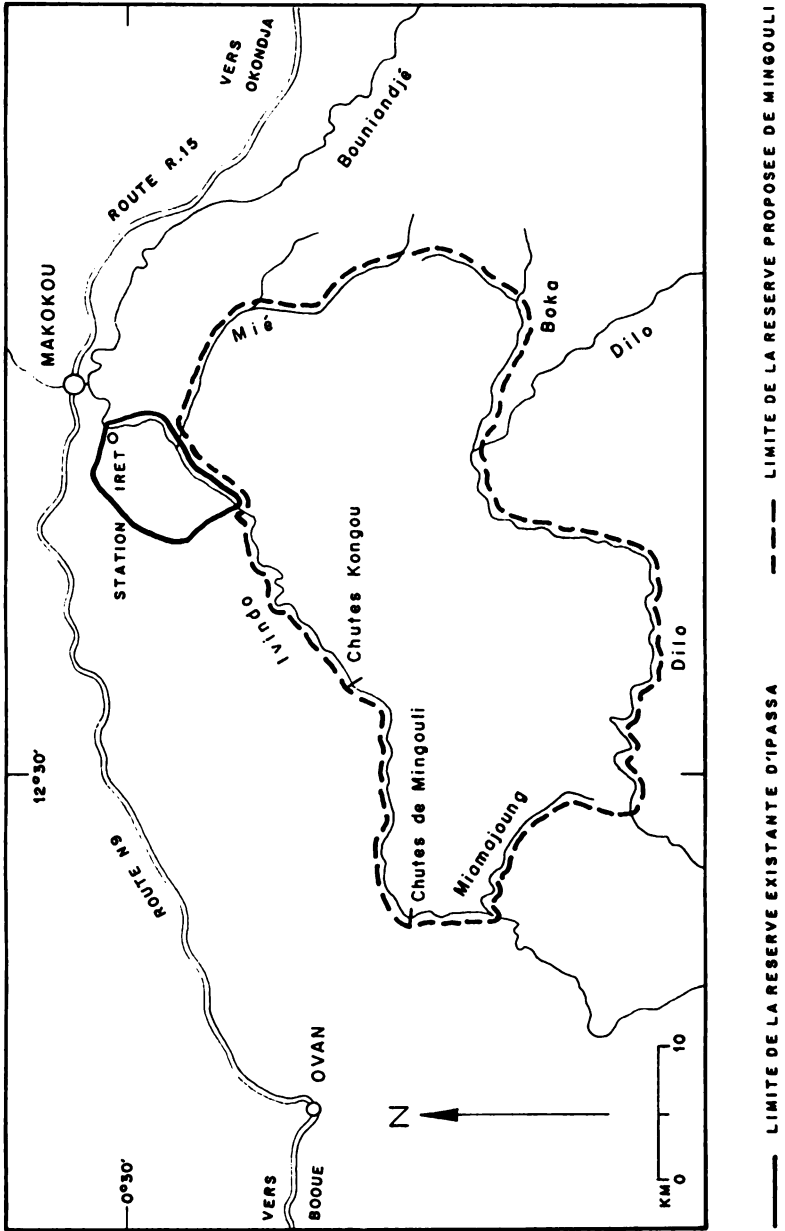 12°30'
0°30'
MAKOKOU
ROUTE R.15
VERS
OKONDJA
Bouniandjé
ROUTE N9
STATION IRET
Mié
Ivindo
Boka
Dilo
Chutes Kongou
Chutes de Mingouli
Miamajoung
Dilo
OVAN
VERS
BOOUE
N
KM 0 10
LIMITE DE LA RESERVE EXISTANTE D'IPASSA
LIMITE DE LA RESERVE PROPOSEE DE MINGOULI